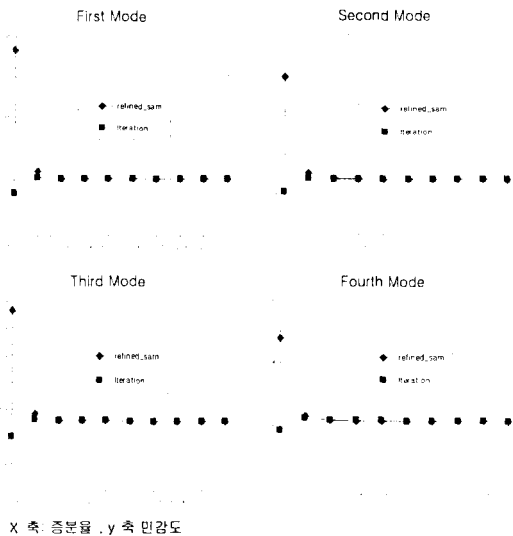 First Mode
Second Mode
refined_sam
Iteration
refined_sam
Iteration
Third Mode
Fourth Mode
refined_sam
Iteration
refined_sam
Iteration
X 축: 증분율 , y 축 민감도